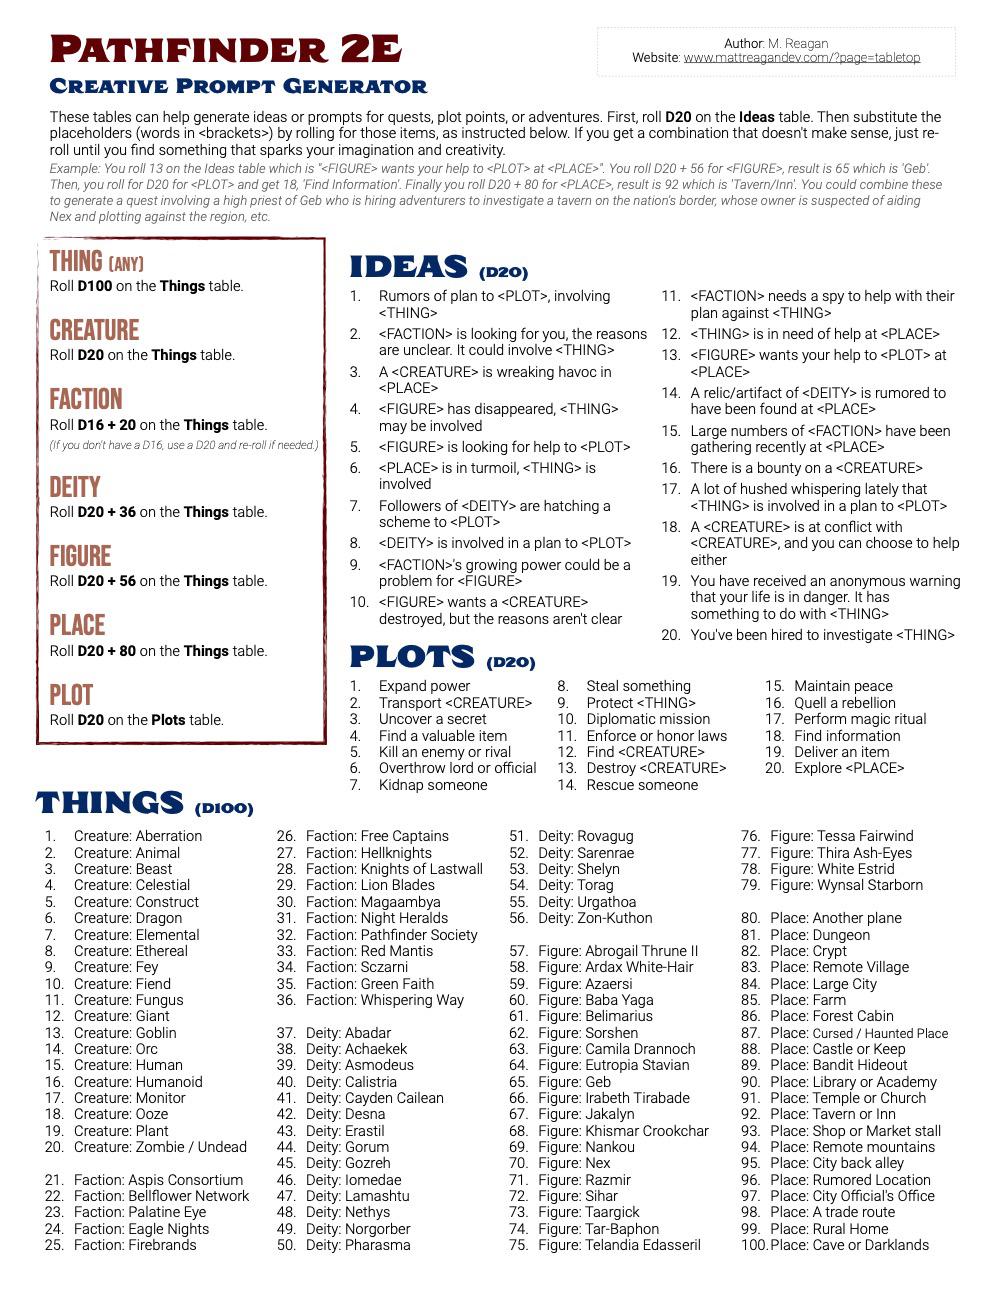 PATHFINDER 2E
CREATIVE PROMPT GENERATOR
Author: M. Reagan
Website: www.mattreagandev.com/?page=tabletop
These tables can help generate ideas or prompts for quests, plot points, or adventures. First, roll D20 on the Ideas table. Then substitute the
placeholders (words in <brackets>) by rolling for those items, as instructed below. If you get a combination that doesn't make sense, just re-
roll until you find something that sparks your imagination and creativity.
Example: You roll 13 on the Ideas table which is "<FIGURE> wants your help to <PLOT> at <PLACE>". You roll D20 + 56 for <FIGURE>, result is 65 which is 'Geb'.
Then, you roll for D20 for <PLOT> and get 18, 'Find Information'. Finally you roll D20 + 80 for <PLACE>, result is 92 which is 'Tavern/Inn'. You could combine these
to generate a quest involving a high priest of Geb who is hiring adventurers to investigate a tavern on the nation's border, whose owner is suspected of aiding
Nex and plotting against the region, etc.
THING (ANY)
Roll D100 on the Things table.
CREATURE
Roll D20 on the Things table.
FACTION
Roll D16 + 20 on the Things table.
(If you don't have a D16, use a D20 and re-roll if needed.)
DEITY
Roll D20 + 36 on the Things table.
FIGURE
Roll D20 + 56 on the Things table.
PLACE
Roll D20 + 80 on the Things table.
PLOT
Roll D20 on the Plots table.
IDEAS (D20)
1. Rumors of plan to <PLOT>, involving
<THING>
2. <FACTION> is looking for you, the reasons
are unclear. It could involve <THING>
3. A <CREATURE> is wreaking havoc in
<PLACE>
4. <FIGURE> has disappeared, <THING>
may be involved
5. <FIGURE> is looking for help to <PLOT>
6. <PLACE> is in turmoil, <THING> is
involved
7. Followers of <DEITY> are hatching a
scheme to <PLOT>
8. <DEITY> is involved in a plan to <PLOT>
9. <FACTION>'s growing power could be a
problem for <FIGURE>
10. <FIGURE> wants a <CREATURE>
destroyed, but the reasons aren't clear
11. <FACTION> needs a spy to help with their
plan against <THING>
12. <THING> is in need of help at <PLACE>
13. <FIGURE> wants your help to <PLOT> at
<PLACE>
14. A relic/artifact of <DEITY> is rumored to
have been found at <PLACE>
15. Large numbers of <FACTION> have been
gathering recently at <PLACE>
16. There is a bounty on a <CREATURE>
17. A lot of hushed whispering lately that
<THING> is involved in a plan to <PLOT>
18. A <CREATURE> is at conflict with
<CREATURE>, and you can choose to help
either
19. You have received an anonymous warning
that your life is in danger. It has
something to do with <THING>
20. You've been hired to investigate <THING>
PLOTS (D20)
1. Expand power
2. Transport <CREATURE>
3. Uncover a secret
4. Find a valuable item
5. Kill an enemy or rival
6. Overthrow lord or official
7. Kidnap someone
8. Steal something
9. Protect <THING>
10. Diplomatic mission
11. Enforce or honor laws
12. Find <CREATURE>
13. Destroy <CREATURE>
14. Rescue someone
15. Maintain peace
16. Quell a rebellion
17. Perform magic ritual
18. Find information
19. Deliver an item
20. Explore <PLACE>
THINGS (D100)
1. Creature: Aberration
2. Creature: Animal
3. Creature: Beast
4. Creature: Celestial
5. Creature: Construct
6. Creature: Dragon
7. Creature: Elemental
8. Creature: Ethereal
9. Creature: Fey
10. Creature: Fiend
11. Creature: Fungus
12. Creature: Giant
13. Creature: Goblin
14. Creature: Orc
15. Creature: Human
16. Creature: Humanoid
17. Creature: Monitor
18. Creature: Ooze
19. Creature: Plant
20. Creature: Zombie / Undead
21. Faction: Aspis Consortium
22. Faction: Bellflower Network
23. Faction: Palatine Eye
24. Faction: Eagle Nights
25. Faction: Firebrands
26. Faction: Free Captains
27. Faction: Hellknights
28. Faction: Knights of Lastwall
29. Faction: Lion Blades
30. Faction: Magaambya
31. Faction: Night Heralds
32. Faction: Pathfinder Society
33. Faction: Red Mantis
34. Faction: Sczarni
35. Faction: Green Faith
36. Faction: Whispering Way
37. Deity: Abadar
38. Deity: Achaekek
39. Deity: Asmodeus
40. Deity: Calistria
41. Deity: Cayden Cailean
42. Deity: Desna
43. Deity: Erastil
44. Deity: Gorum
45. Deity: Gozreh
46. Deity: Iomedae
47. Deity: Lamashtu
48. Deity: Nethys
49. Deity: Norgorber
50. Deity: Pharasma
51. Deity: Rovagug
52. Deity: Sarenrae
53. Deity: Shelyn
54. Deity: Torag
55. Deity: Urgathoa
56. Deity: Zon-Kuthon
57. Figure: Abrogail Thrune II
58. Figure: Ardax White-Hair
59. Figure: Azaersi
60. Figure: Baba Yaga
61. Figure: Belimarius
62. Figure: Sorshen
63. Figure: Camila Drannoch
64. Figure: Eutropia Stavian
65. Figure: Geb
66. Figure: Irabeth Tirabade
67. Figure: Jakalyn
68. Figure: Khismar Crookchar
69. Figure: Nankou
70. Figure: Nex
71. Figure: Razmir
72. Figure: Sihar
73. Figure: Taargick
74. Figure: Tar-Baphon
75. Figure: Telandia Edasseril
76. Figure: Tessa Fairwind
77. Figure: Thira Ash-Eyes
78. Figure: White Estrid
79. Figure: Wynsal Starborn
80. Place: Another plane
81. Place: Dungeon
82. Place: Crypt
83. Place: Remote Village
84. Place: Large City
85. Place: Farm
86. Place: Forest Cabin
87. Place: Cursed / Haunted Place
88. Place: Castle or Keep
89. Place: Bandit Hideout
90. Place: Library or Academy
91. Place: Temple or Church
92. Place: Tavern or Inn
93. Place: Shop or Market stall
94. Place: Remote mountains
95. Place: City back alley
96. Place: Rumored Location
97. Place: City Official's Office
98. Place: A trade route
99. Place: Rural Home
100. Place: Cave or Darklands